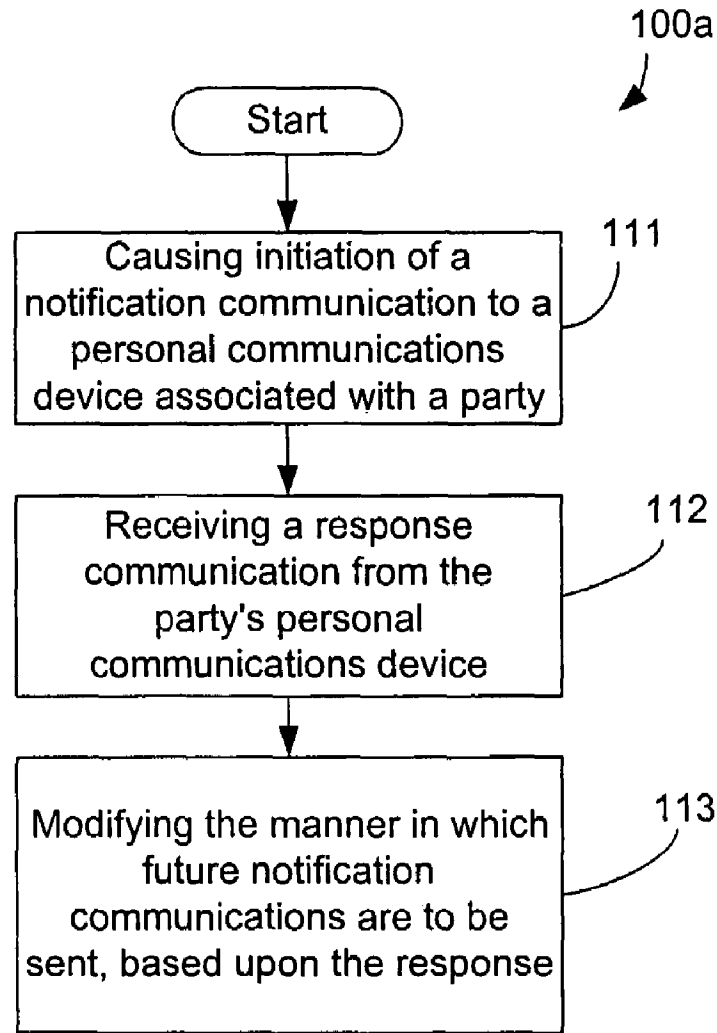 100a
Start
111
Causing initiation of a
notification communication to a
personal communications
device associated with a party
112
Receiving a response
communication from the
party's personal
communications device
113
Modifying the manner in which
future notification
communications are to be
sent, based upon the response